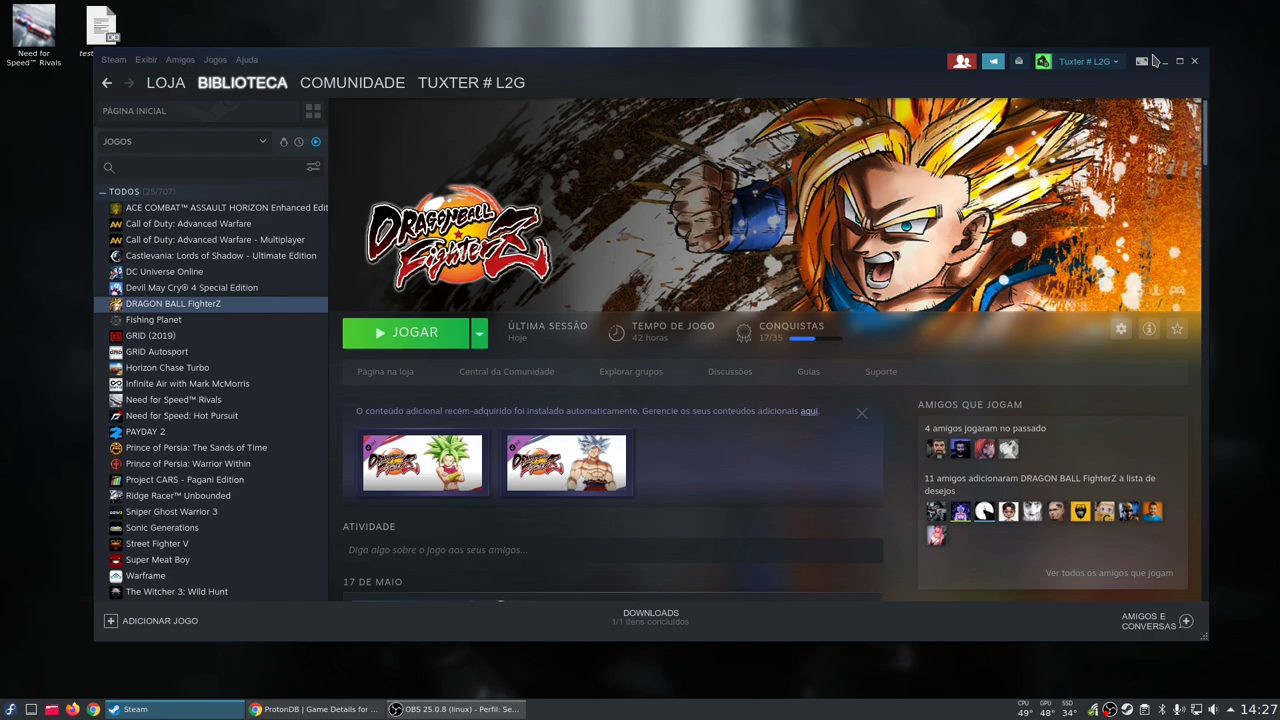 Need for
Speed™ Rivals
test
Steam Exibir Amigos Jogos Ajuda
Tuxter # L2G
LOJA BIBLIOTECA COMUNIDADE TUXTER # L2G
PÁGINA INICIAL
JOGOS
TODOS (25/707)
ACE COMBAT™ ASSAULT HORIZON Enhanced Edit
Call of Duty: Advanced Warfare
Call of Duty: Advanced Warfare - Multiplayer
Castlevania: Lords of Shadow - Ultimate Edition
DC Universe Online
Devil May Cry® 4 Special Edition
DRAGON BALL FighterZ
Fishing Planet
GRID (2019)
GRID Autosport
Horizon Chase Turbo
Infinite Air with Mark McMorris
Need for Speed™ Rivals
Need for Speed: Hot Pursuit
PAYDAY 2
Prince of Persia: The Sands of Time
Prince of Persia: Warrior Within
Project CARS - Pagani Edition
Ridge Racer™ Unbounded
Sniper Ghost Warrior 3
Sonic Generations
Street Fighter V
Super Meat Boy
Warframe
The Witcher 3: Wild Hunt
ADICIONAR JOGO
DRAGONBALL
FighterZ
JOGAR
ÚLTIMA SESSÃO
Hoje
TEMPO DE JOGO
42 horas
CONQUISTAS
17/35
Página na loja Central da Comunidade Explorar grupos Discussões Guias Suporte
O conteúdo adicional recém-adquirido foi instalado automaticamente. Gerencie os seus conteúdos adicionais aqui.
ATIVIDADE
Diga algo sobre o jogo aos seus amigos...
17 DE MAIO
AMIGOS QUE JOGAM
4 amigos jogaram no passado
11 amigos adicionaram DRAGON BALL FighterZ à lista de
desejos
Ver todos os amigos que jogam
DOWNLOADS
1/1 itens concluídos
AMIGOS E
CONVERSAS
Steam
ProtonDB | Game Details for ...
OBS 25.0.8 (linux) - Perfil: Se...
CPU GPU SSD
49° 48° 34°
14:27